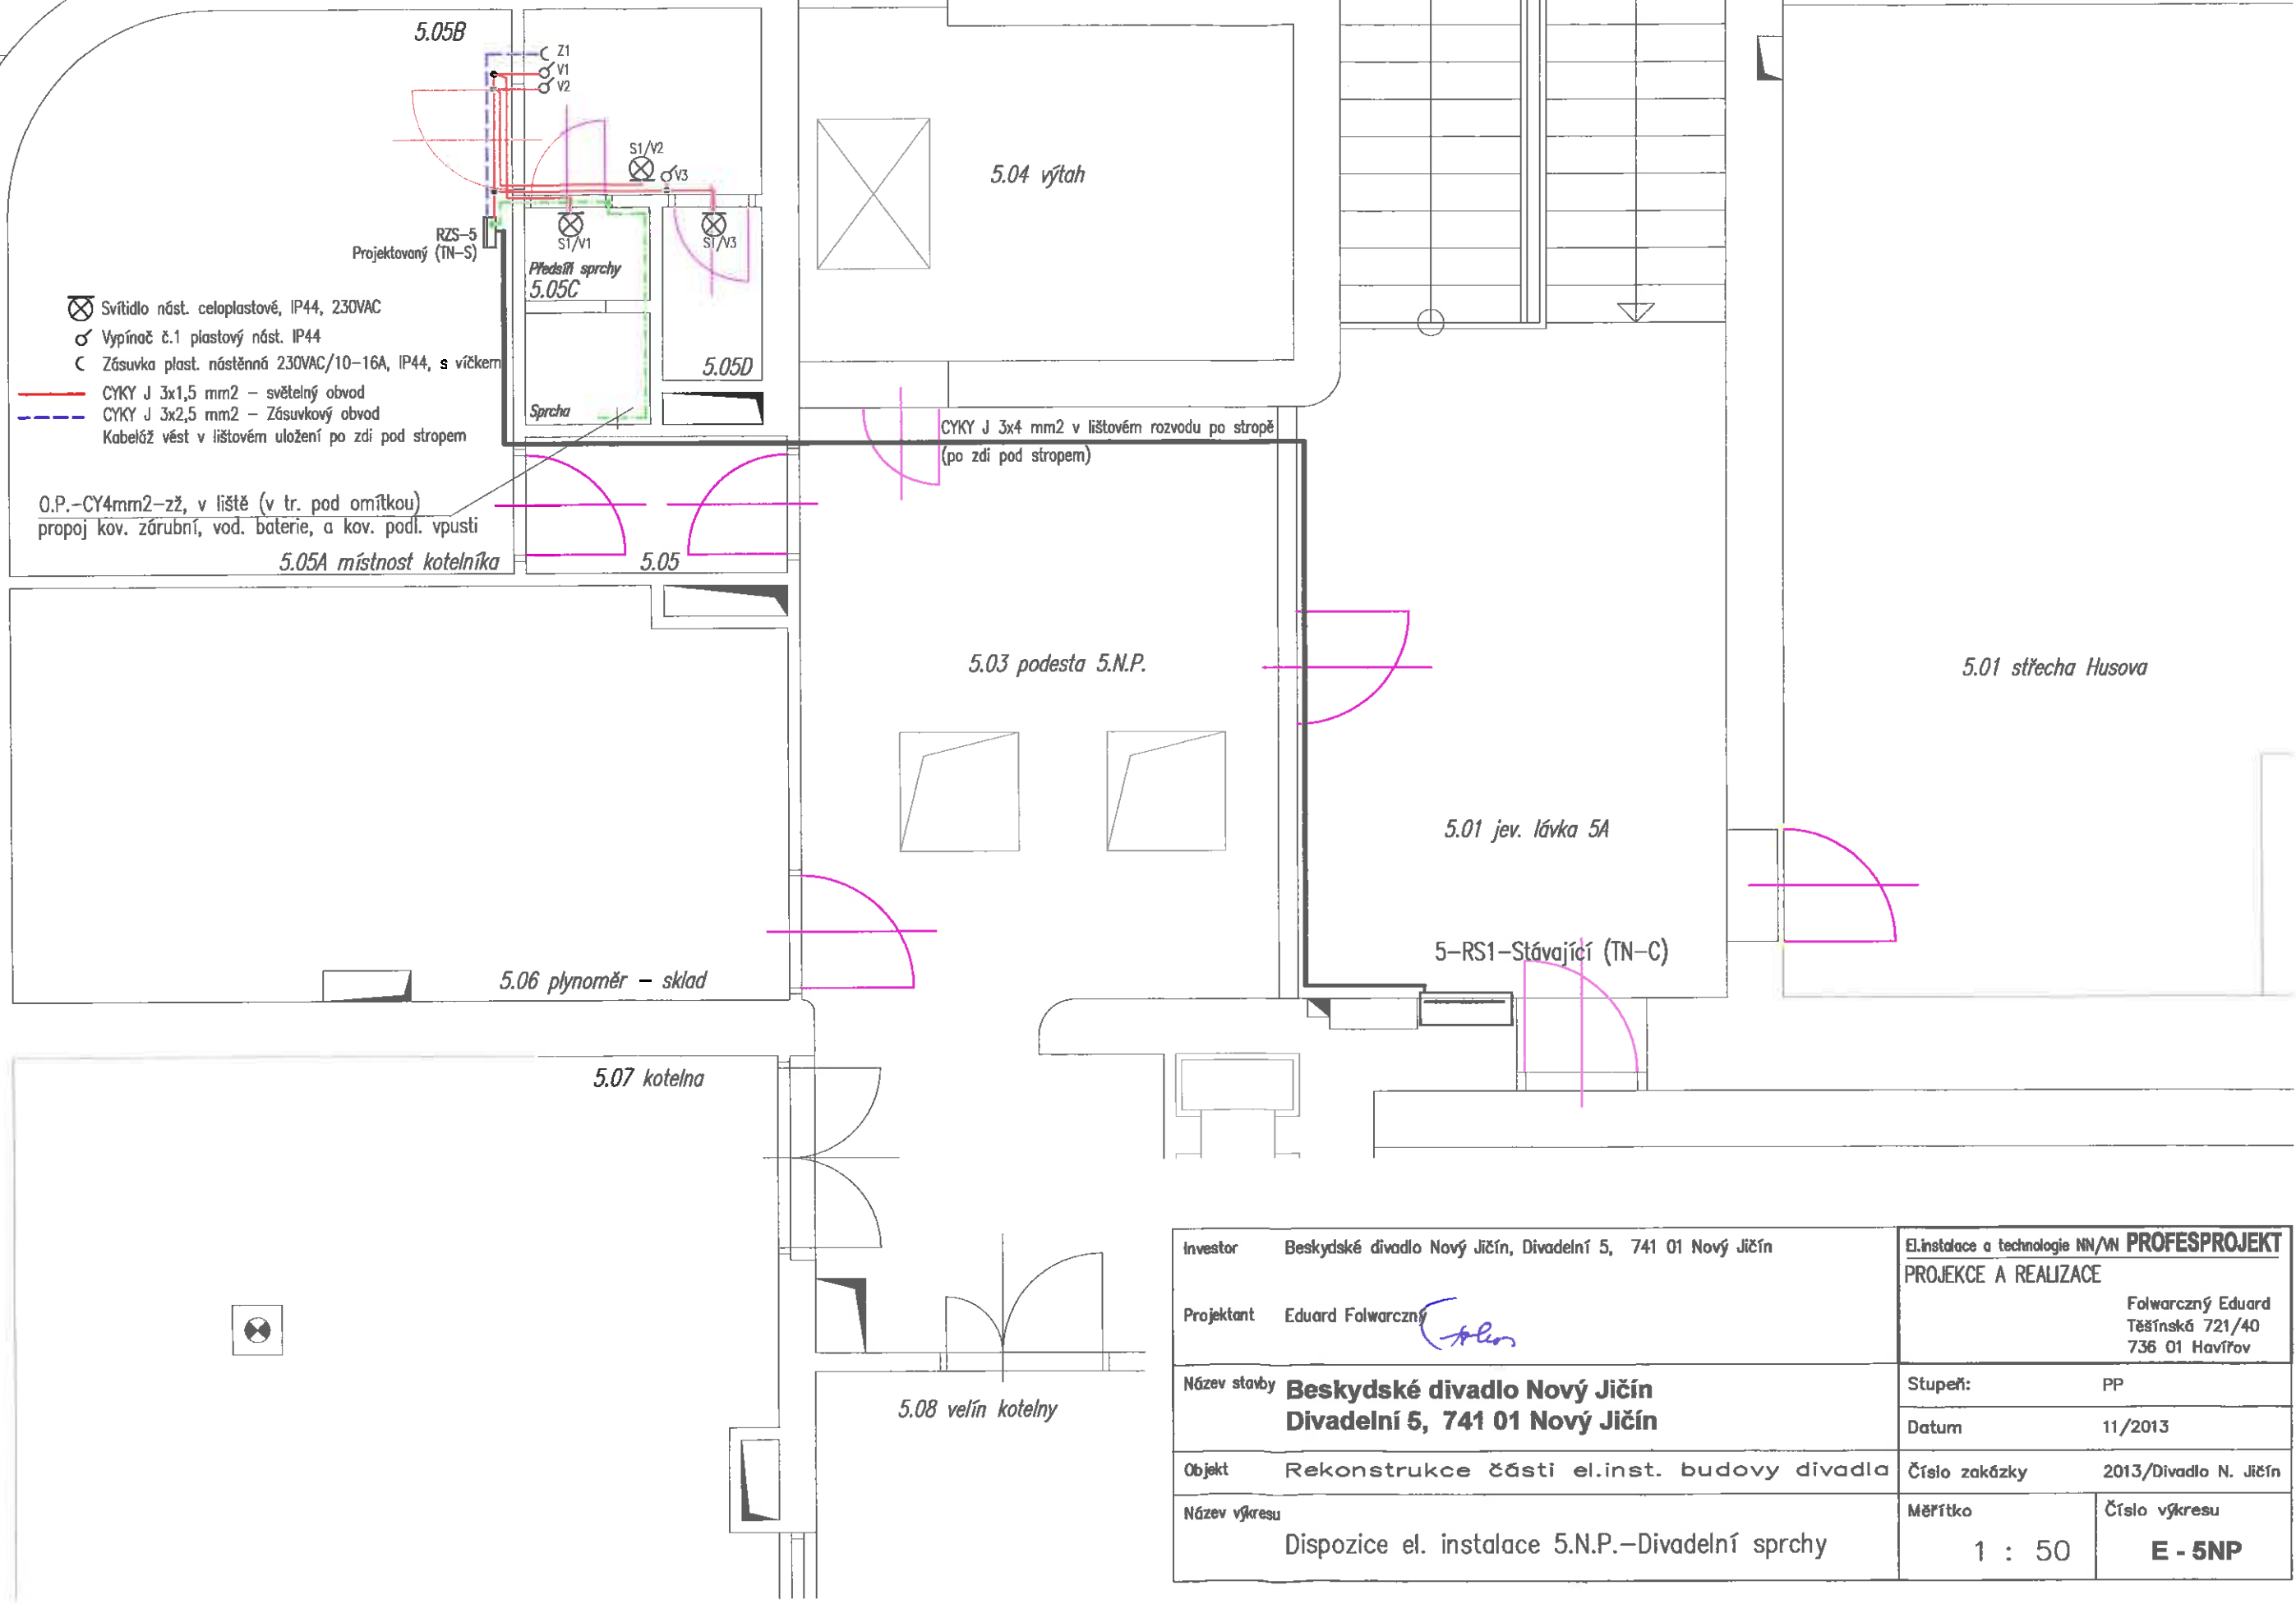 5.05B
Z1
V1
V2
S1/V2
V3
5.04 výtah
RZS-5
Projektovaný (TN-S)
S1/V1
S1/V3
Předsíň sprchy
5.05C
Svítidlo nást. celoplastové, IP44, 230VAC
Vypínač č.1 plastový nást. IP44
Zásuvka plast. nástěnná 230VAC/10-16A, IP44, s víčkem
5.05D
CYKY J 3x1,5 mm2 - světelný obvod
CYKY J 3x2,5 mm2 - Zásuvkový obvod
Kabeláž vést v lištovém uložení po zdi pod stropem
Sprcha
CYKY J 3x4 mm2 v lištovém rozvodu po stropě
(po zdi pod stropem)
O.P.-CY4mm2-zž, v liště (v tr. pod omítkou)
propoj kov. zárubní, vod. baterie, a kov. podl. vpusti
5.05A místnost kotelníka
5.05
5.03 podesta 5.N.P.
5.01 střecha Husova
5.01 jev. lávka 5A
5-RS1-Stávající (TN-C)
5.06 plynoměr - sklad
5.07 kotelna
5.08 velín kotelny
Investor Beskydské divadlo Nový Jičín, Divadelní 5, 741 01 Nový Jičín
Projektant Eduard Folwarczný
El.instalace a technologie NN/VN PROFESPROJEKT
PROJEKCE A REALIZACE
Folwarczný Eduard
Těšínská 721/40
736 01 Havířov
Název stavby Beskydské divadlo Nový Jičín
Divadelní 5, 741 01 Nový Jičín
Stupeň: PP
Datum 11/2013
Objekt Rekonstrukce části el.inst. budovy divadla
Číslo zakázky 2013/Divadlo N. Jičín
Název výkresu
Dispozice el. instalace 5.N.P.-Divadelní sprchy
Měřítko
1 : 50
Číslo výkresu
E - 5NP